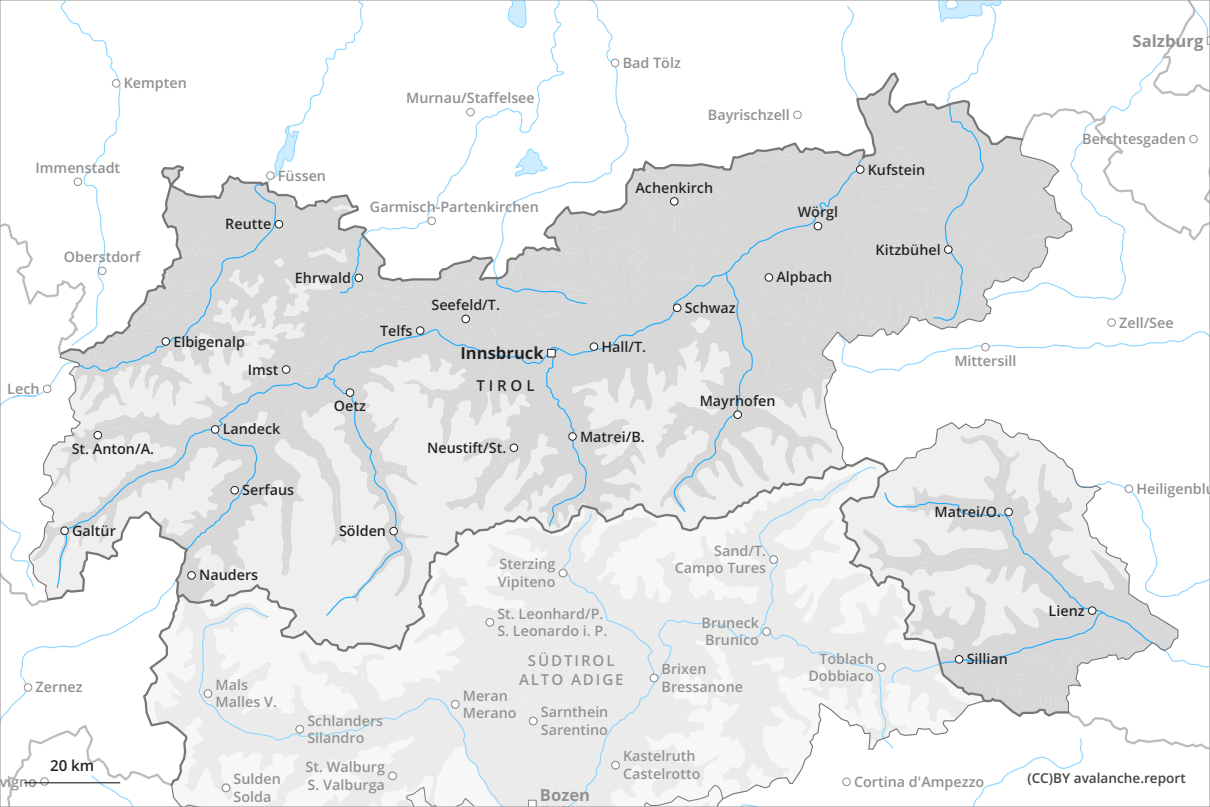 Salzburg
Bad Tölz
Kempten
Murnau/Staffelsee
Bayrischzell
Berchtesgaden
Immenstadt
Füssen
Kufstein
Achenkirch
Garmisch-Partenkirchen
Wörgl
Reutte
Kitzbühel
Oberstdorf
Ehrwald
Alpbach
Seefeld/T.
Schwaz
Zell/See
Telfs
Elbigenalp
Innsbruck
Hall/T.
Mittersill
Imst
TIROL
Lech
Oetz
Mayrhofen
Landeck
Matrei/B.
St. Anton/A.
Neustift/St.
Serfaus
Heiligenblu
Matrei/O.
Galtür
Sölden
Sand/T.
Campo Tures
Sterzing
Vipiteno
Nauders
St. Leonhard/P.
S. Leonardo i. P.
Lienz
Bruneck
Brunico
SÜDTIROL
ALTO ADIGE
Toblach
Dobbiaco
Sillian
Brixen
Bressanone
Zernez
Mals
Malles V.
Meran
Merano
Sarnthein
Sarentino
Schlanders
Silandro
Kastelruth
Castelrotto
St. Walburg
S. Valburga
20 km
vigno
Sulden
Solda
Cortina d'Ampezzo
(CC)BY avalanche.report
Bozen